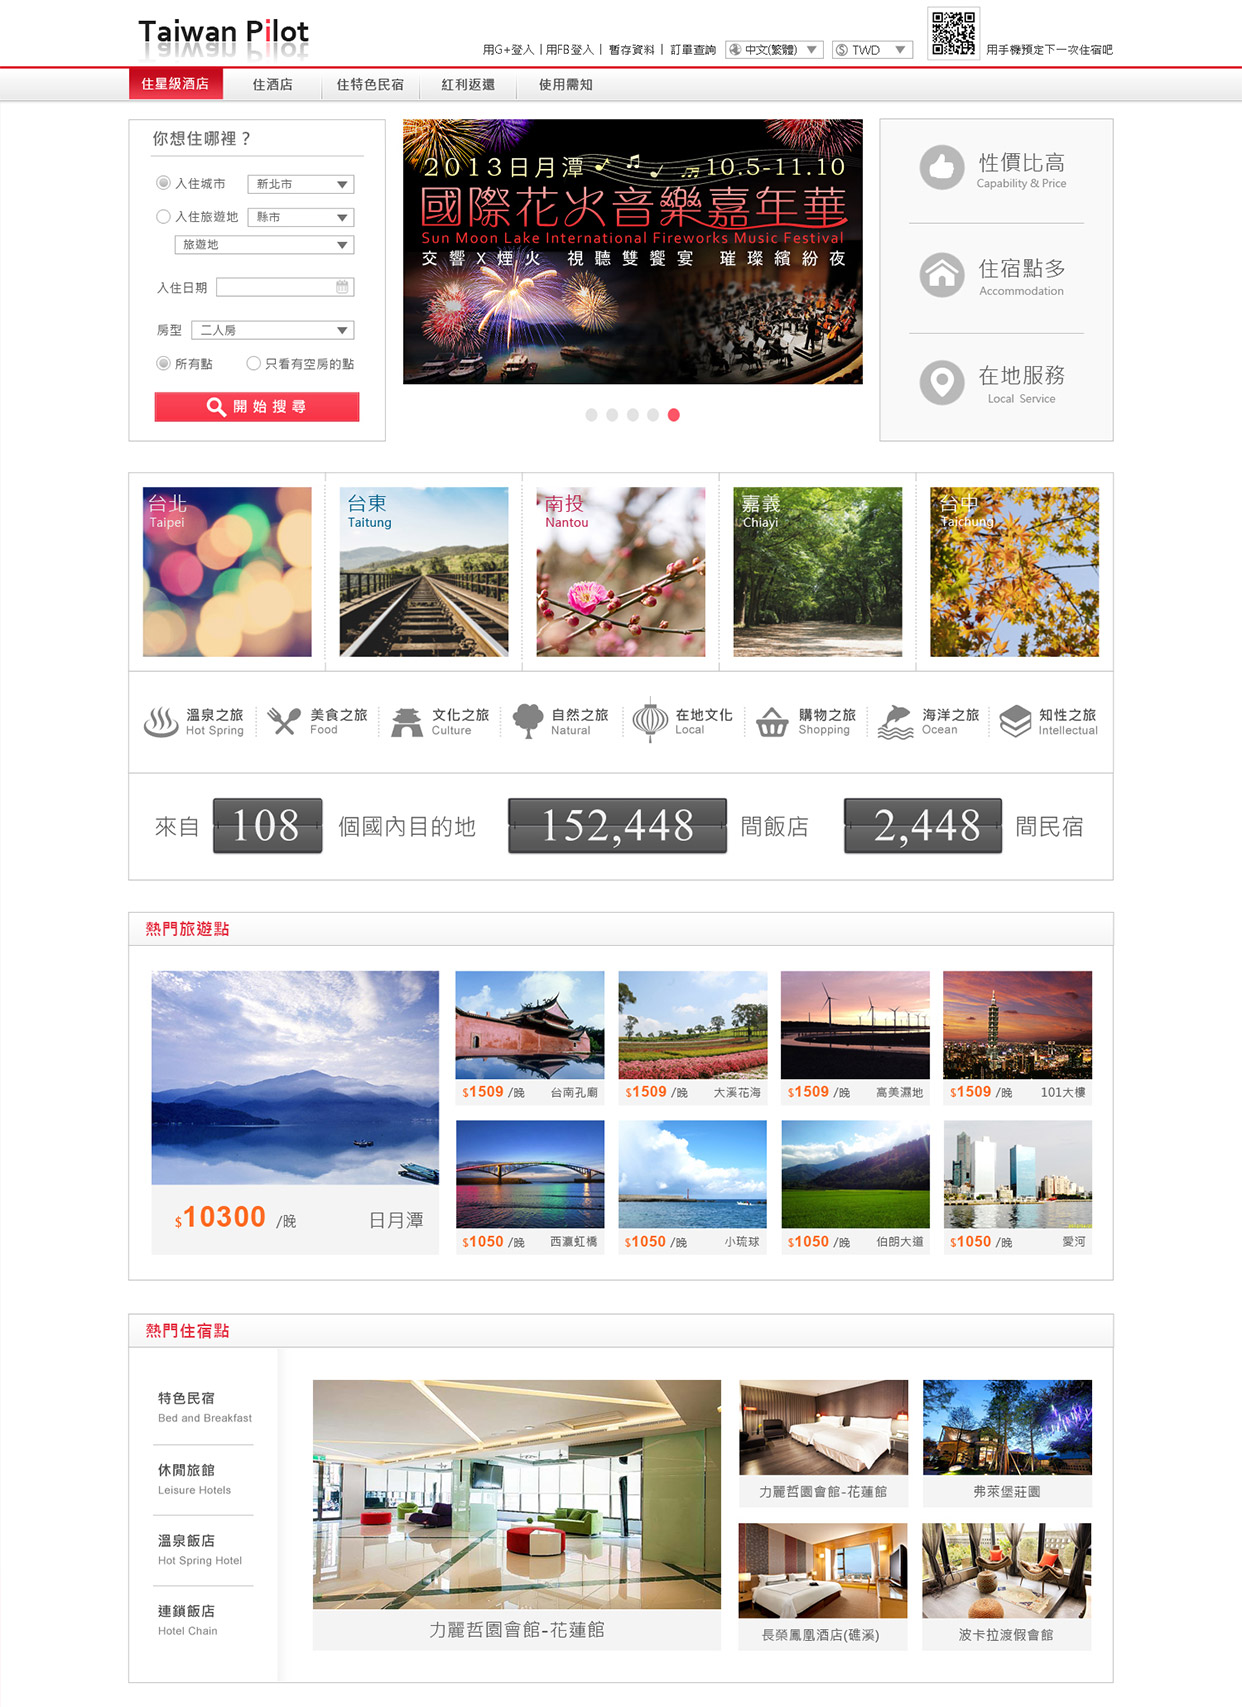 Taiwan Pilot
用G+登入 | 用FB登入 | 暫存資料 | 訂單查詢 中文(繁體) TWD 用手機預定下一次住宿吧
住星級酒店 住酒店 住特色民宿 紅利返還 使用需知
你想住哪裡？
入住城市 新北市
入住旅遊地 縣市
旅遊地
入住日期
房型 二人房
所有點 只看有空房的點
開始搜尋
2013日月潭 10.5-11.10
國際花火音樂嘉年華
Sun Moon Lake International Fireworks Music Festival
交響X煙火 視聽雙饗宴 璀璨繽紛夜
性價比高
Capability & Price
住宿點多
Accommodation
在地服務
Local Service
台北
Taipei
台東
Taitung
南投
Nantou
嘉義
Chiayi
台中
Taichung
溫泉之旅
Hot Spring
美食之旅
Food
文化之旅
Culture
自然之旅
Natural
在地文化
Local
購物之旅
Shopping
海洋之旅
Ocean
知性之旅
Intellectual
來自 108 個國內目的地 152,448 間飯店 2,448 間民宿
熱門旅遊點
$10300 /晚 日月潭
$1509 /晚 台南孔廟
$1509 /晚 大溪花海
$1509 /晚 高美濕地
$1509 /晚 101大樓
$1050 /晚 西瀛虹橋
$1050 /晚 小琉球
$1050 /晚 伯朗大道
$1050 /晚 愛河
熱門住宿點
特色民宿
Bed and Breakfast
休閒旅館
Leisure Hotels
溫泉飯店
Hot Spring Hotel
連鎖飯店
Hotel Chain
力麗哲園會館-花蓮館
力麗哲園會館-花蓮館
弗萊堡莊園
長榮鳳凰酒店(礁溪)
波卡拉渡假會館